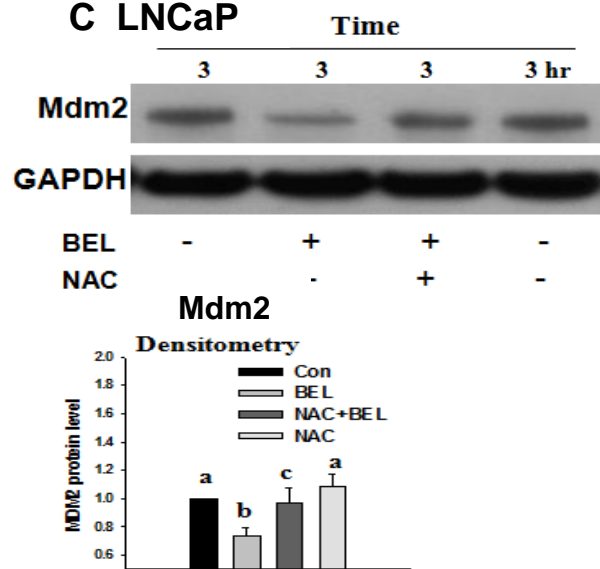 C LNCaP
Time
3 3 3 3 hr
Mdm2
GAPDH
BEL - + + -
NAC - + -
Mdm2
Densitometry
Con
BEL
NAC+BEL
NAC
MDM2 protein level
2.0
1.8
1.6
1.4
1.2
1.0
0.8
0.6
a
b
c
a